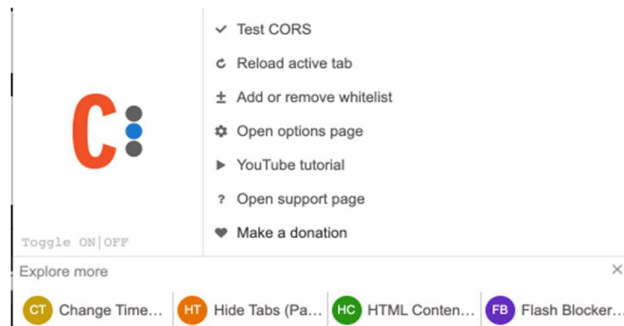 Test CORS
Reload active tab
Add or remove whitelist
Open options page
YouTube tutorial
? Open support page
Make a donation
C
Toggle ON|OFF
Explore more
CT Change Time... HT Hide Tabs (Pa... HC HTML Conten... FB Flash Blocker...